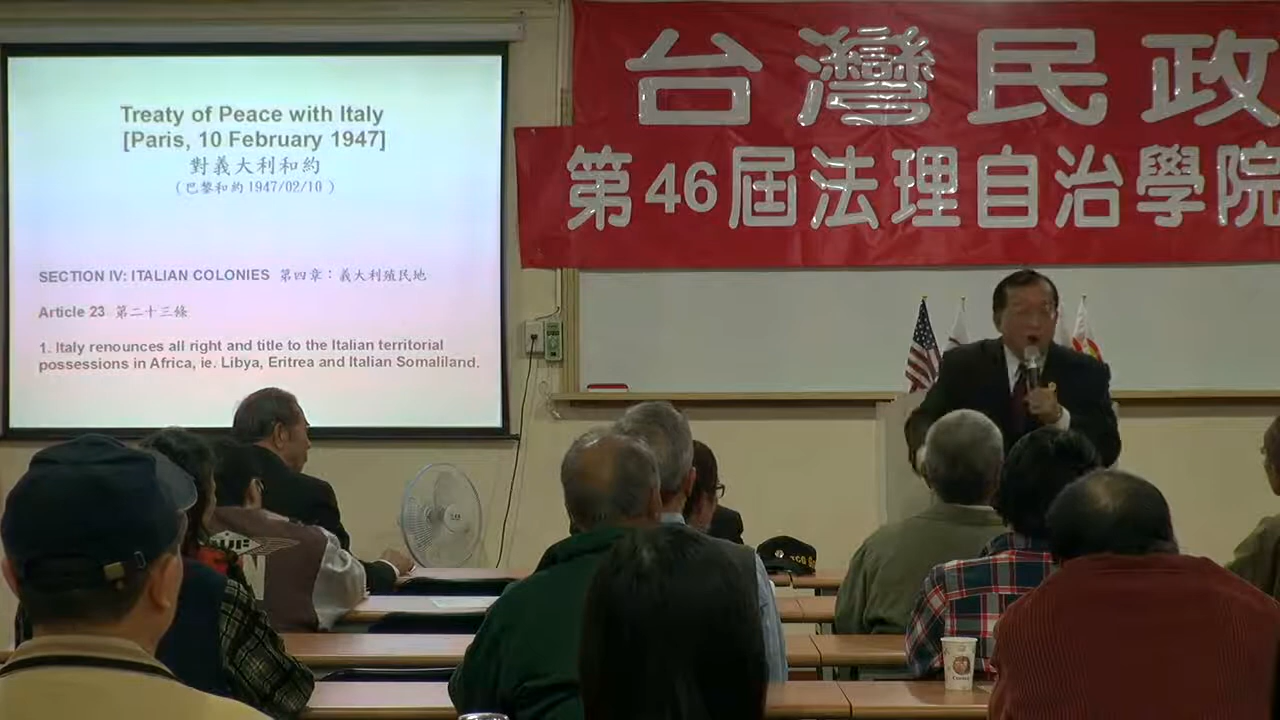 Treaty of Peace with Italy
[Paris, 10 February 1947]
對義大利和約
(巴黎和約 1947/02/10 )
SECTION IV: ITALIAN COLONIES 第四章：義大利殖民地
Article 23 第二十三條
1. Italy renounces all right and title to the Italian territorial
possessions in Africa, ie. Libya, Eritrea and Italian Somaliland.
台灣民政
第46屆法理自治學院